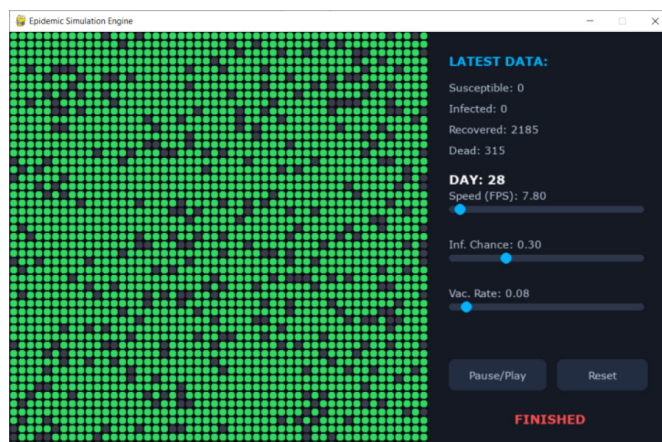 Epidemic Simulation Engine
LATEST DATA:
Susceptible: 0
Infected: 0
Recovered: 2185
Dead: 315
DAY: 28
Speed (FPS): 7.80
Inf. Chance: 0.30
Vac. Rate: 0.08
Pause/Play
Reset
FINISHED